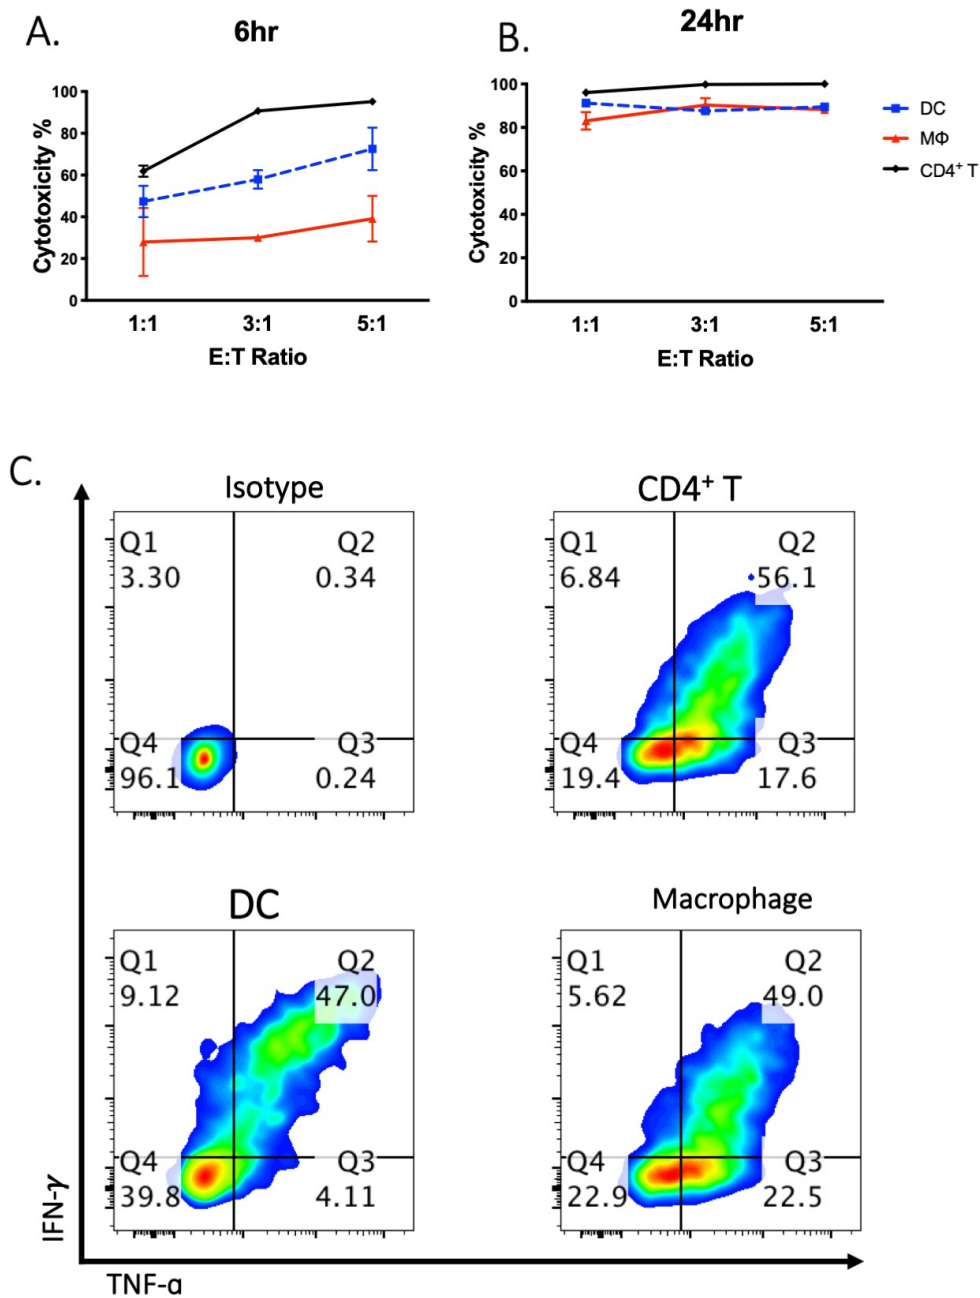 A.
6hr
Cytotoxicity %
100
80
60
40
20
0
1:1 3:1 5:1
E:T Ratio
B.
24hr
Cytotoxicity %
100
80
60
40
20
0
1:1 3:1 5:1
E:T Ratio
DC
MΦ
CD4⁺ T
C.
Isotype
Q1 Q2
3.30 0.34
Q4 Q3
96.1 0.24
CD4⁺ T
Q1 Q2
6.84 56.1
Q4 Q3
19.4 17.6
DC
Q1 Q2
9.12 47.0
Q4 Q3
39.8 4.11
Macrophage
Q1 Q2
5.62 49.0
Q4 Q3
22.9 22.5
IFN-γ
TNF-α